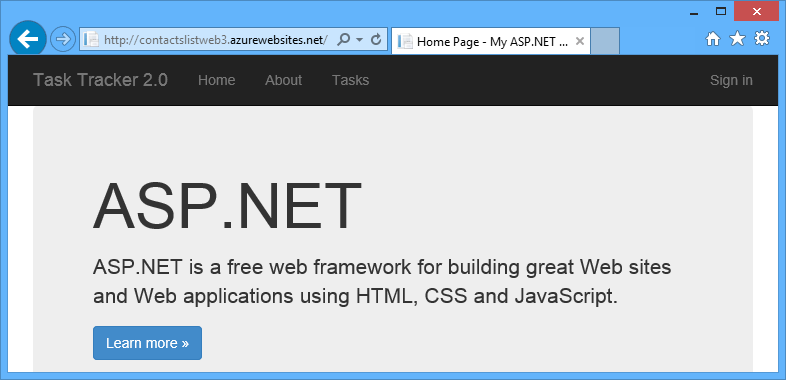 http://contactslistweb3.azurewebsites.net/
Home Page - My ASP.NET ...
Task Tracker 2.0 Home About Tasks Sign in
ASP.NET
ASP.NET is a free web framework for building great Web sites
and Web applications using HTML, CSS and JavaScript.
Learn more »